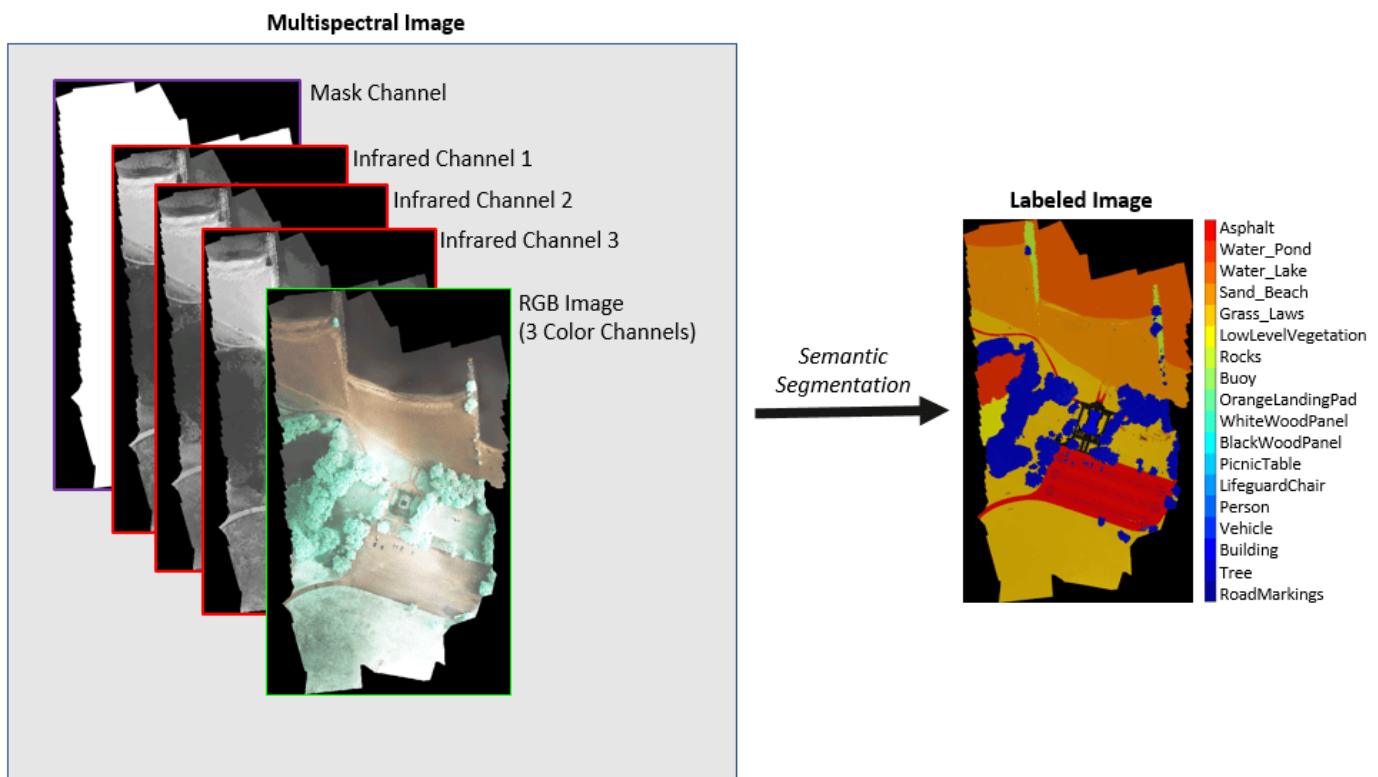 Multispectral Image
Mask Channel
Infrared Channel 1
Infrared Channel 2
Infrared Channel 3
RGB Image
(3 Color Channels)
Semantic
Segmentation
Labeled Image
Asphalt
Water_Pond
Water_Lake
Sand_Beach
Grass_Laws
LowLevelVegetation
Rocks
Buoy
OrangeLandingPad
WhiteWoodPanel
BlackWoodPanel
PicnicTable
LifeguardChair
Person
Vehicle
Building
Tree
RoadMarkings